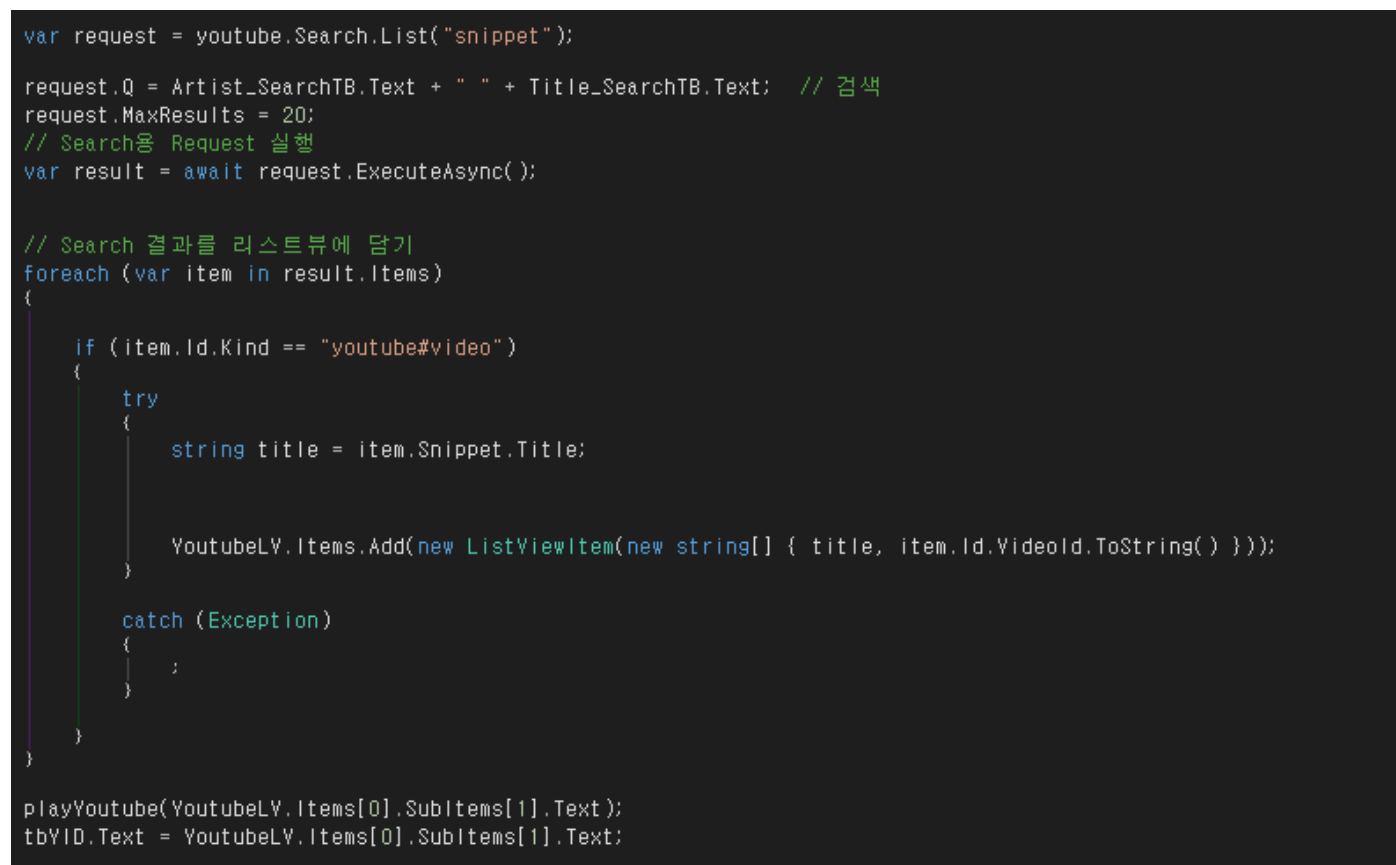 var request = youtube.Search.List("snippet");
request.Q = Artist_SearchTB.Text + " " + Title_SearchTB.Text;  // 검색
request.MaxResults = 20;
// Search용 Request 실행
var result = await request.ExecuteAsync();
// Search 결과를 리스트뷰에 담기
foreach (var item in result.Items)
{
if (item.Id.Kind == "youtube#video")
{
try
{
string title = item.Snippet.Title;
YoutubeLV.Items.Add(new ListViewItem(new string[] { title, item.Id.VideoId.ToString() }));
}
catch (Exception)
{
;
}
}
}
playYoutube(YoutubeLV.Items[0].SubItems[1].Text);
tbYID.Text = YoutubeLV.Items[0].SubItems[1].Text;